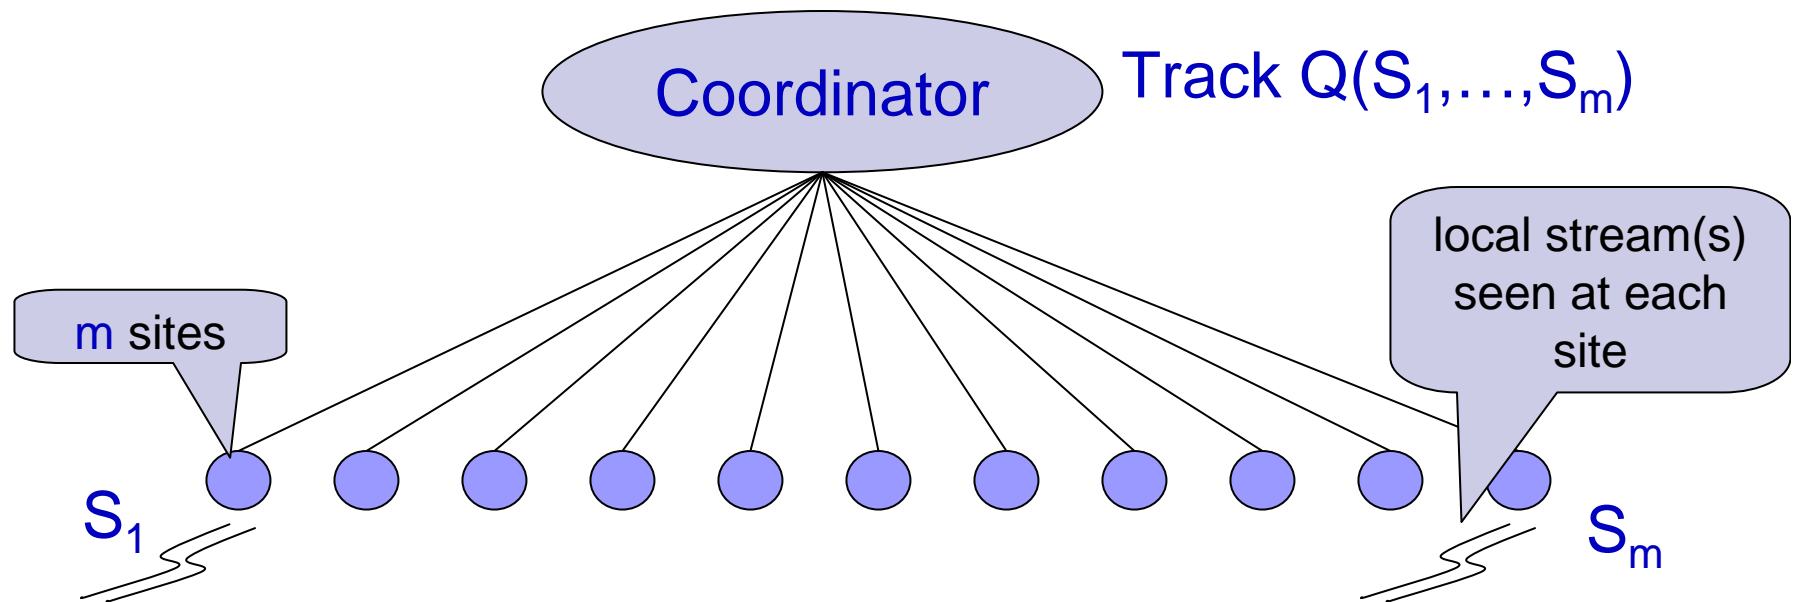 Coordinator
Track Q(S₁,…,Sₘ)
local stream(s)
seen at each
site
m sites
S₁
Sₘ